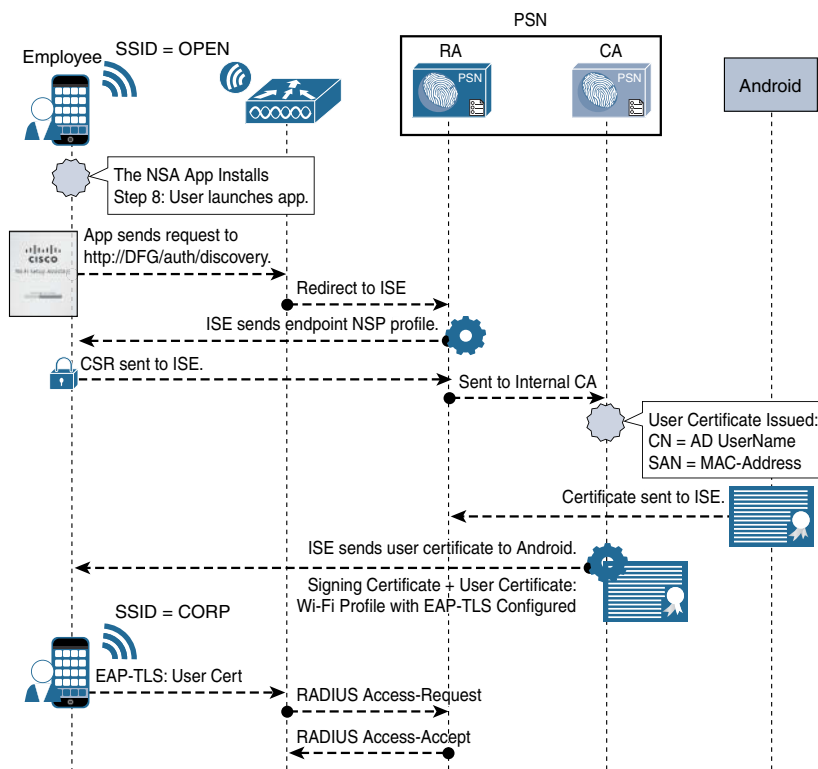 PSN
SSID = OPEN
Employee
RA
CA
PSN
PSN
Android
The NSA App Installs
Step 8: User launches app.
App sends request to
http://DFG/auth/discovery.
CISCO
Wi-Fi Setup Assistant
Redirect to ISE
ISE sends endpoint NSP profile.
CSR sent to ISE.
Sent to Internal CA
User Certificate Issued:
CN = AD UserName
SAN = MAC-Address
Certificate sent to ISE.
ISE sends user certificate to Android.
Signing Certificate + User Certificate:
Wi-Fi Profile with EAP-TLS Configured
SSID = CORP
EAP-TLS: User Cert
RADIUS Access-Request
RADIUS Access-Accept